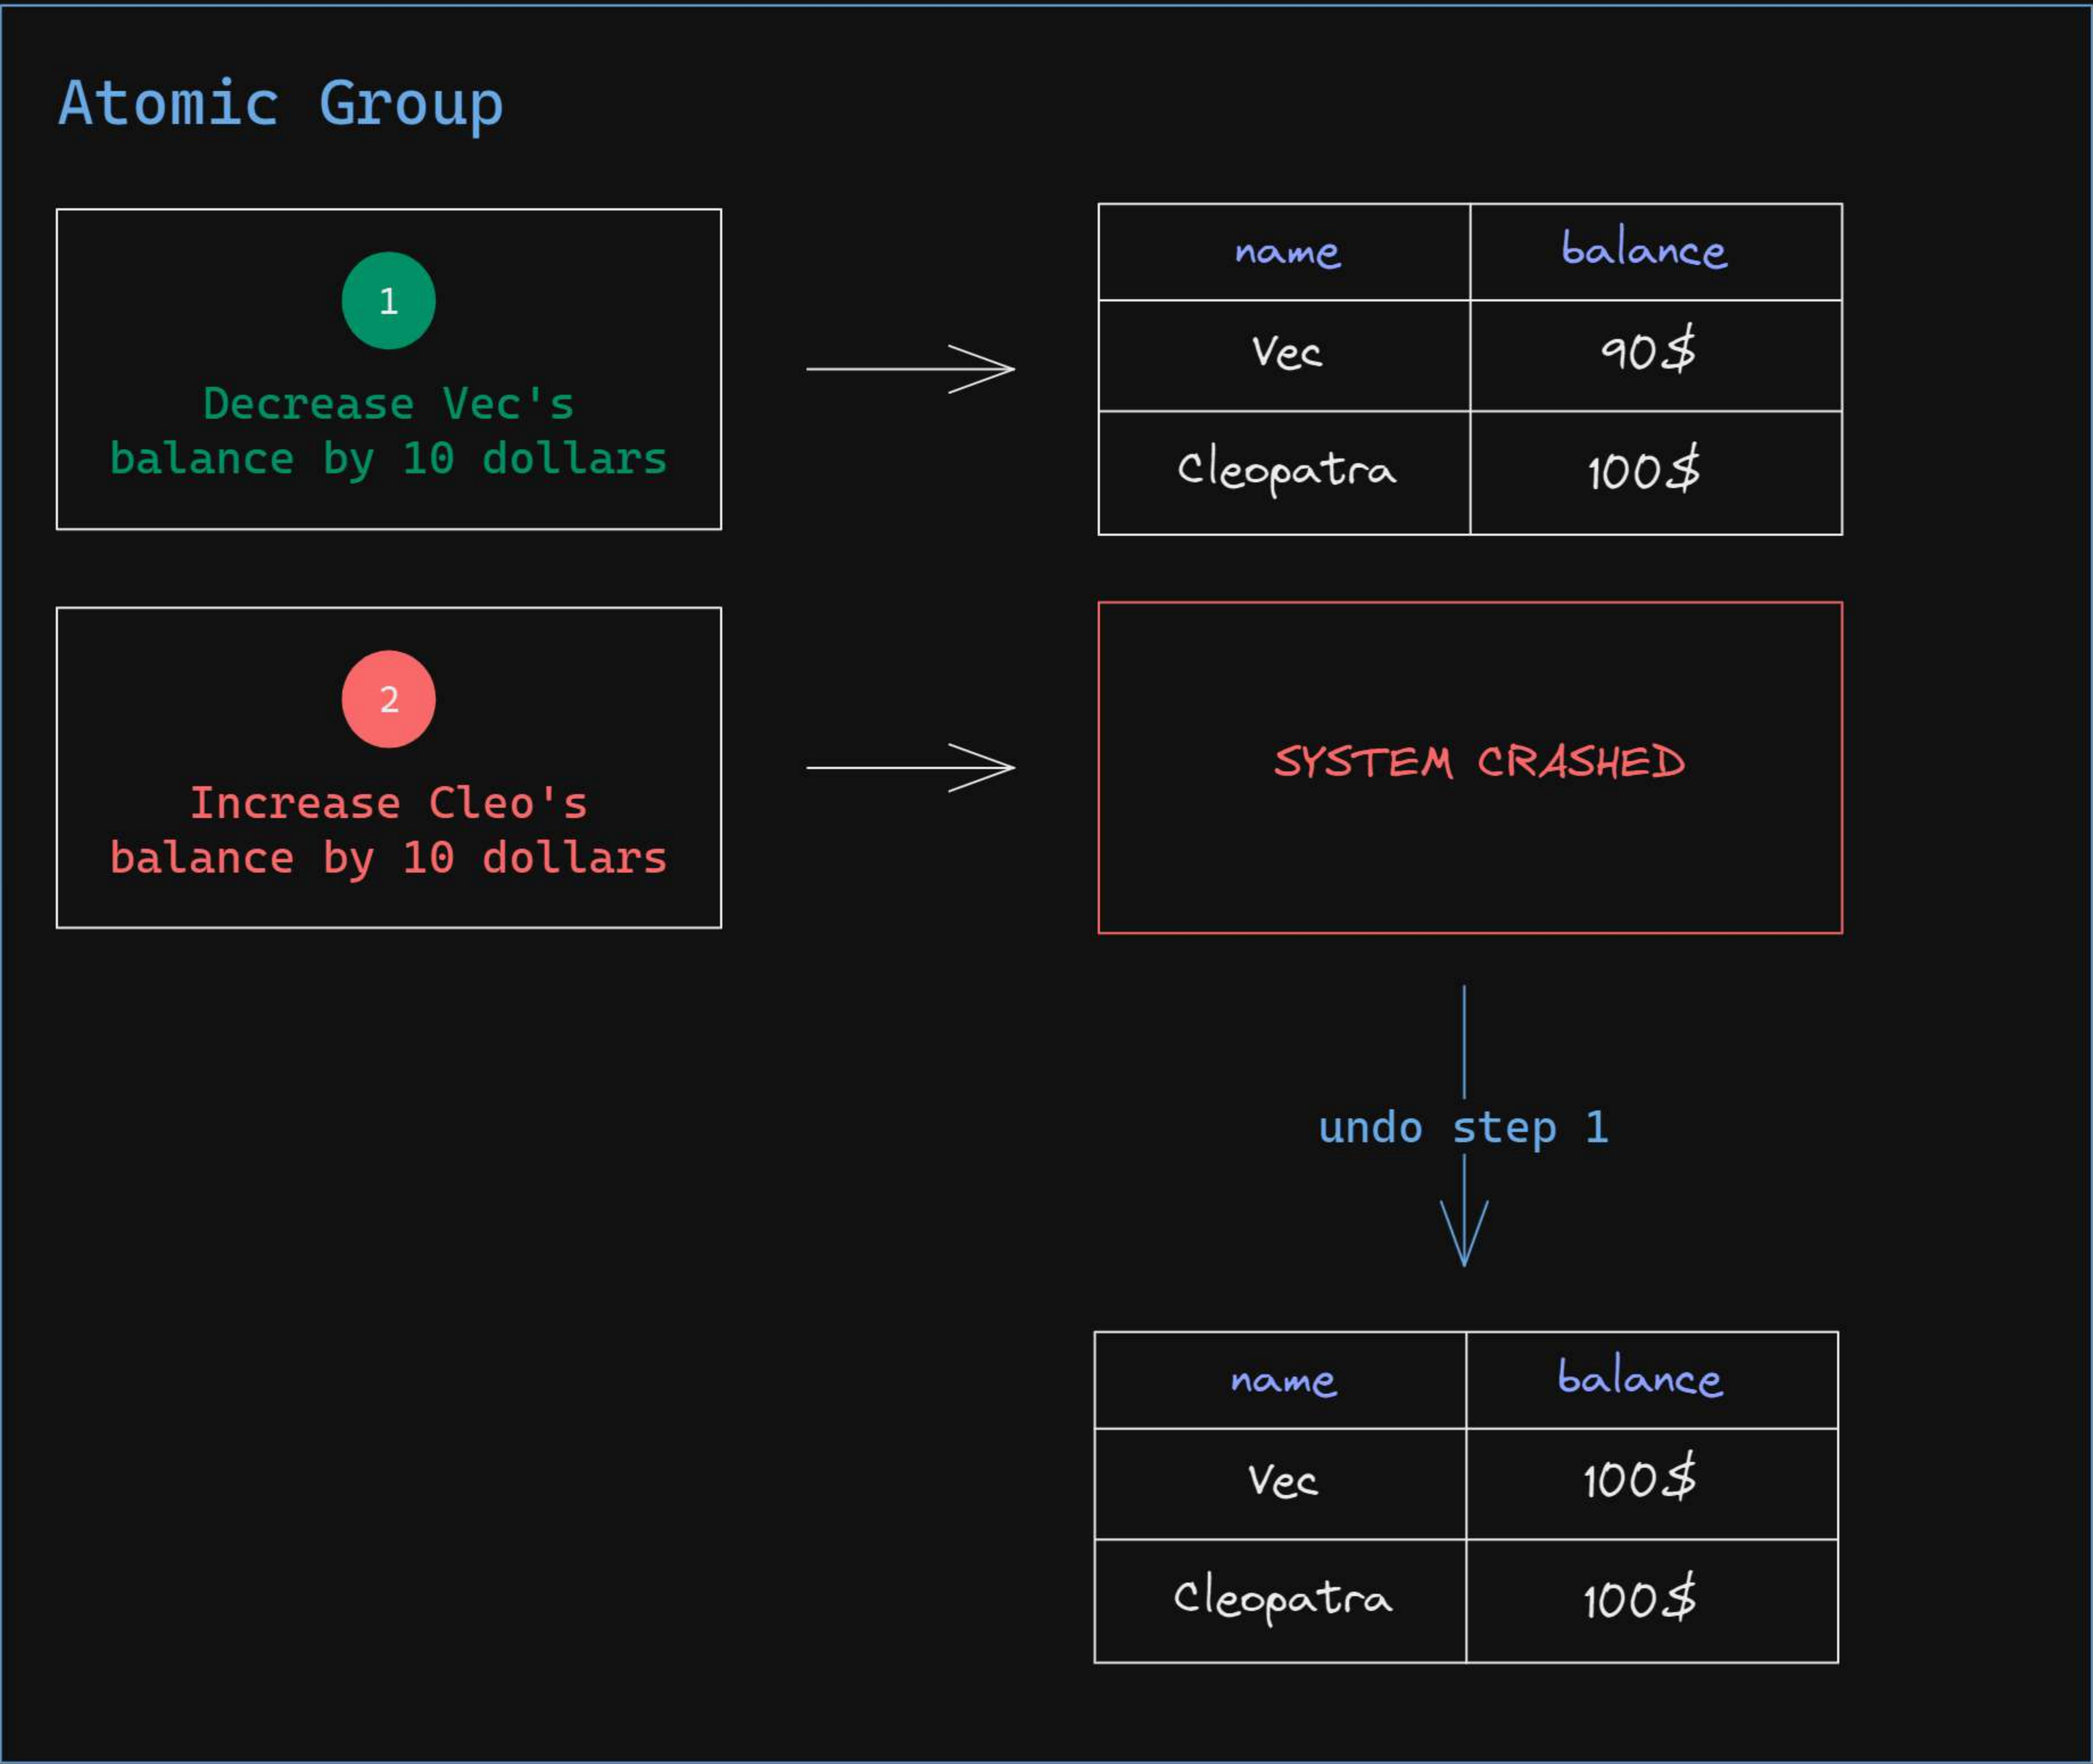 Atomic Group
1
Decrease Vec's
balance by 10 dollars
name balance
Vec 90$
Cleopatra 100$
2
Increase Cleo's
balance by 10 dollars
SYSTEM CRASHED
undo step 1
name balance
Vec 100$
Cleopatra 100$